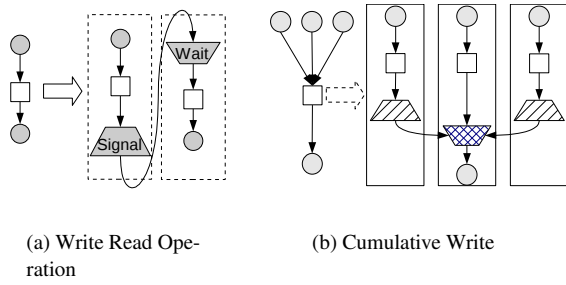 Wait
Signal
(a) Write Read Ope-
ration
(b) Cumulative Write